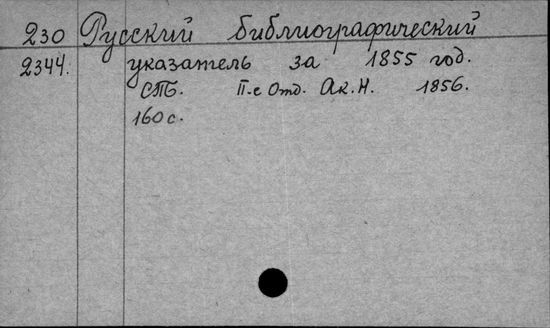 230 Русский библиографический
2344. указатель за 1855 год.
СПБ. II-е Отд. Ак. Н. 1856.
160 с.